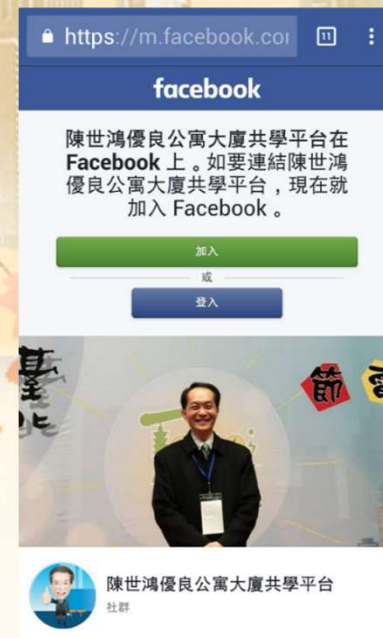 https://m.facebook.co
11
facebook
陳世鴻優良公寓大廈共學平台在
Facebook 上。如要連結陳世鴻
優良公寓大廈共學平台，現在就
加入 Facebook。
加入
或
登入
臺北
節電
陳世鴻優良公寓大廈共學平台
社群